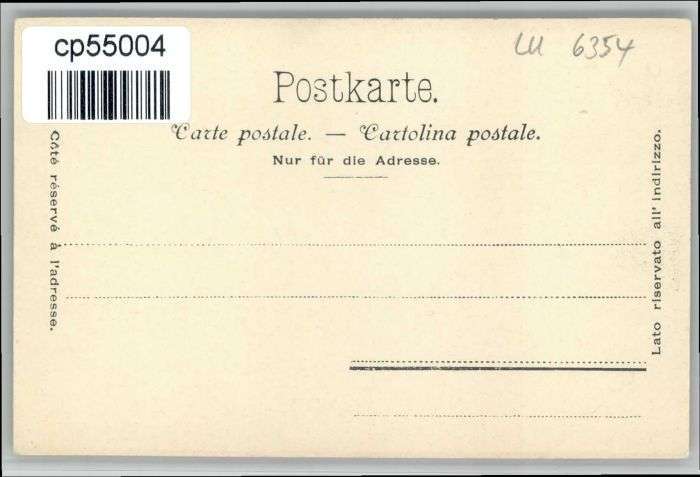 cp55004
LU 6354
Postkarte.
Carte postale. — Cartolina postale.
Nur für die Adresse.
Côté réservé à l'adresse.
Lato riservato all' indirizzo.